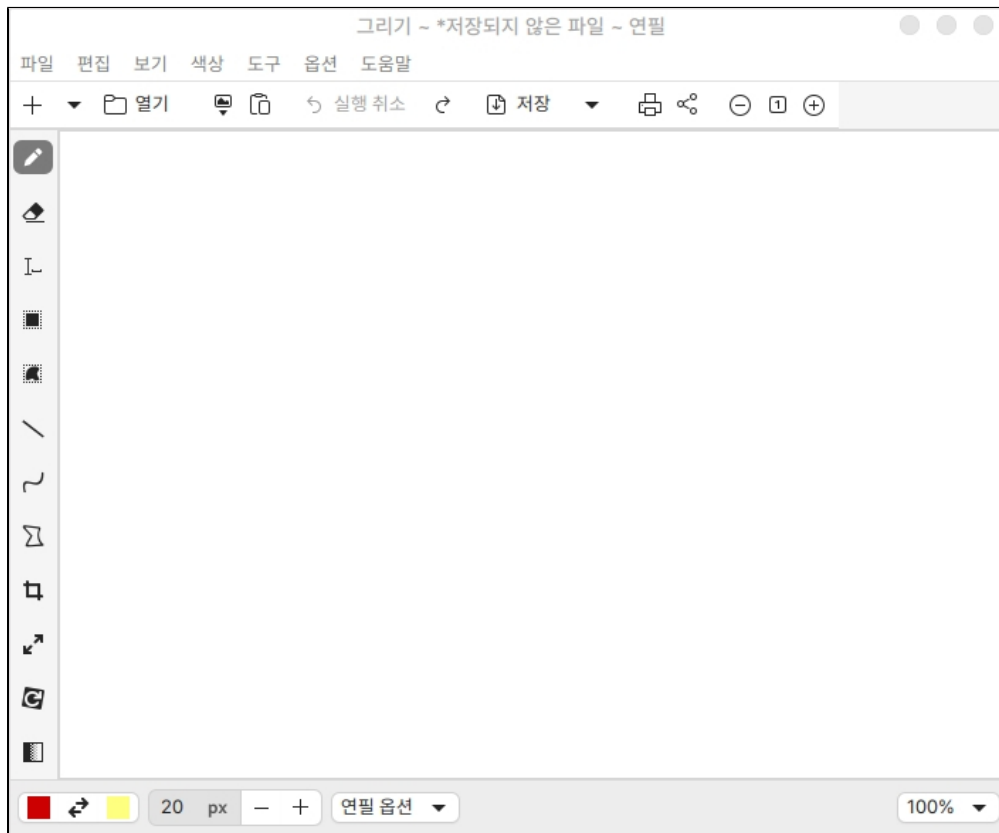 그리기 ~ *저장되지 않은 파일 ~ 연필
파일 편집 보기 색상 도구 옵션 도움말
열기 실행 취소 저장 1
20 px 연필 옵션 100%